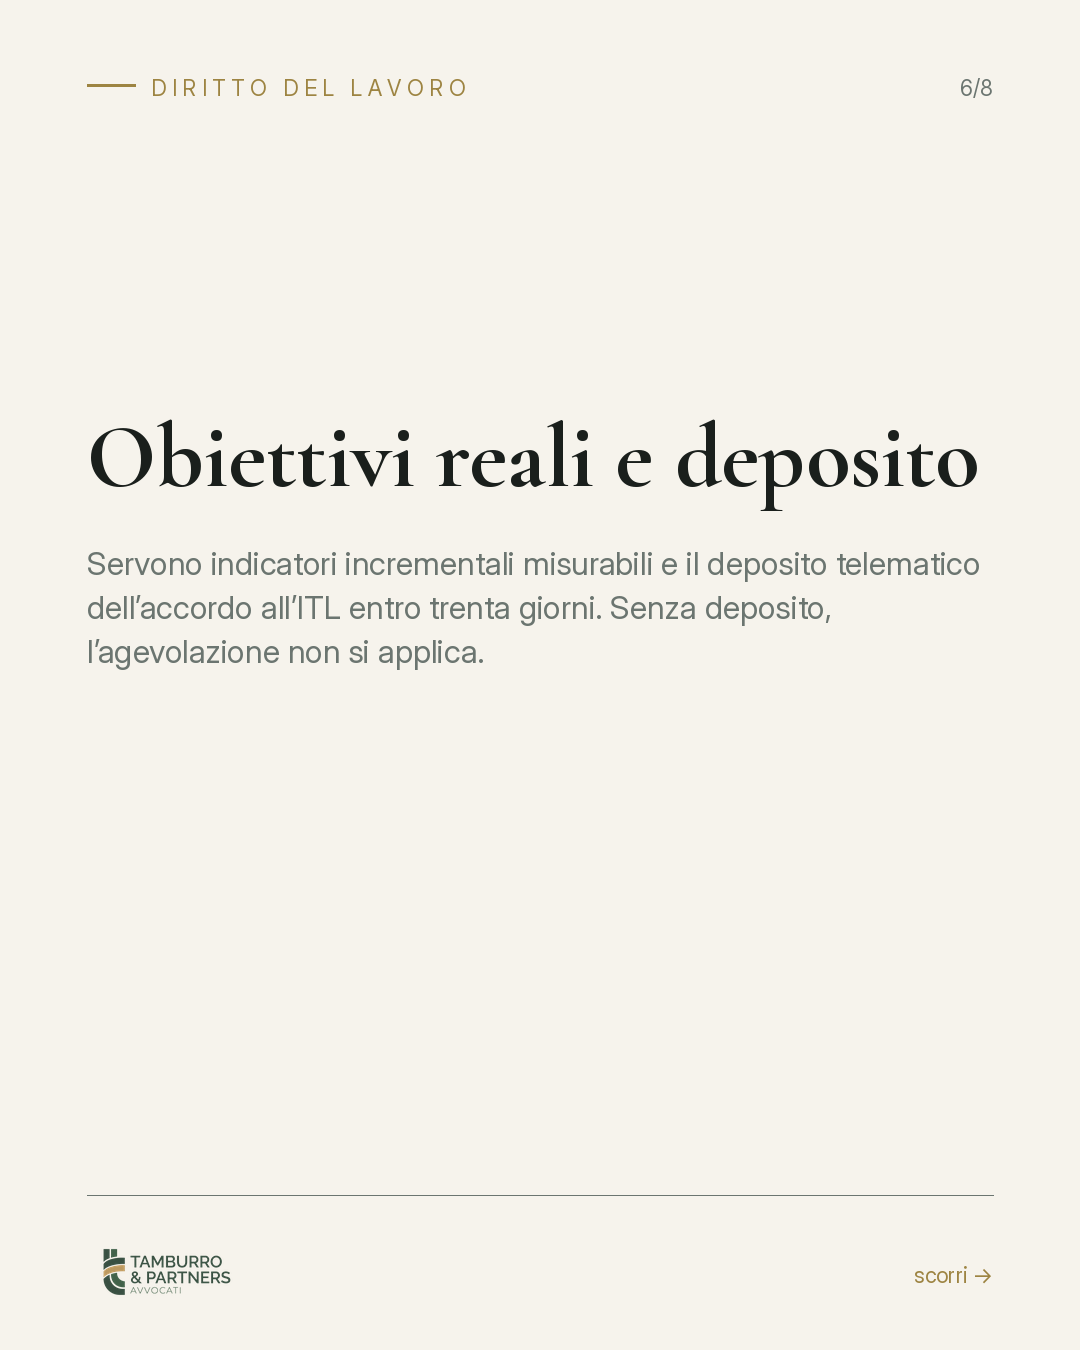 DIRITTO DEL LAVORO
6/8
Obiettivi reali e deposito
Servono indicatori incrementali misurabili e il deposito telematico
dell’accordo all’ITL entro trenta giorni. Senza deposito,
l’agevolazione non si applica.
TAMBURRO
& PARTNERS
AVVOCATI
scorri →